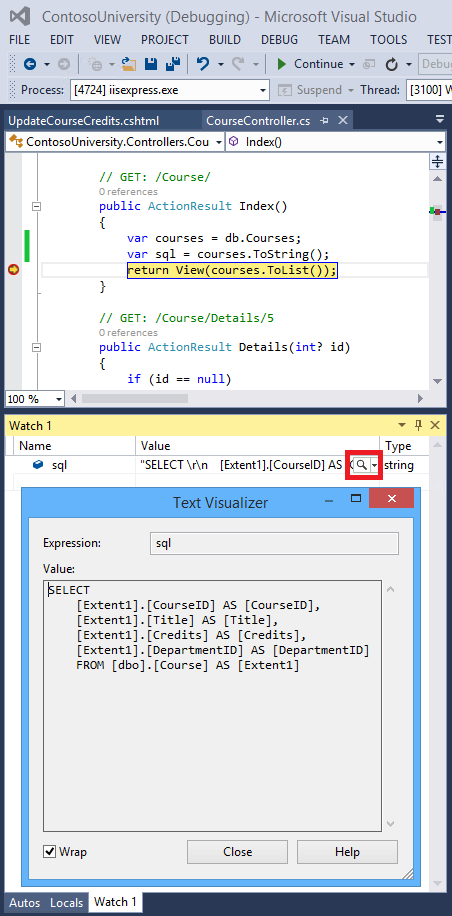 ContosoUniversity (Debugging) - Microsoft Visual Studio
FILE EDIT VIEW PROJECT BUILD DEBUG TEAM TOOLS TEST
Continue Debug
Process: [4724] iisexpress.exe Suspend Thread: [3100] W
UpdateCourseCredits.cshtml CourseController.cs
ContosoUniversity.Controllers.Cou Index()
// GET: /Course/
0 references
public ActionResult Index()
{
var courses = db.Courses;
var sql = courses.ToString();
return View(courses.ToList());
}
// GET: /Course/Details/5
0 references
public ActionResult Details(int? id)
{
if (id == null)
100 %
Watch 1
Name Value Type
sql "SELECT \r\n [Extent1].[CourseID] AS [C string
Text Visualizer
Expression: sql
Value:
SELECT
[Extent1].[CourseID] AS [CourseID],
[Extent1].[Title] AS [Title],
[Extent1].[Credits] AS [Credits],
[Extent1].[DepartmentID] AS [DepartmentID]
FROM [dbo].[Course] AS [Extent1]
Wrap Close Help
Autos Locals Watch 1